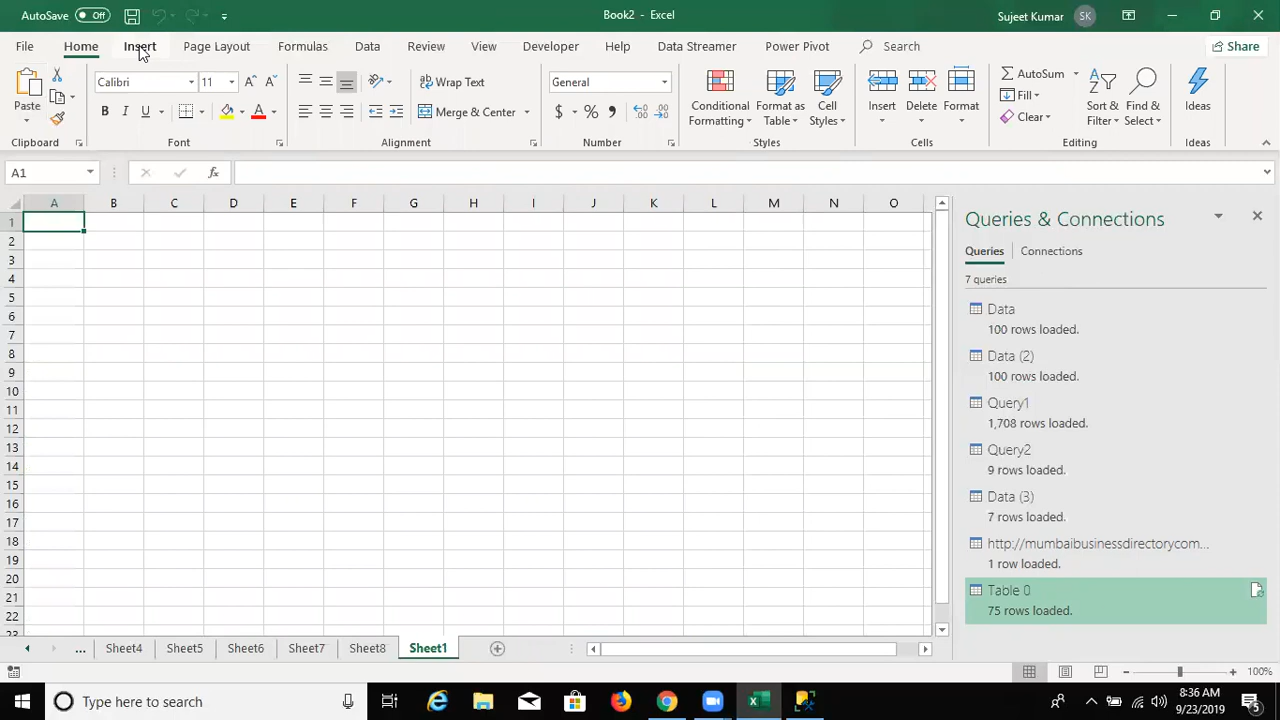 AutoSave Off
Book2 - Excel
Sujeet Kumar SK
File Home Insert Page Layout Formulas Data Review View Developer Help Data Streamer Power Pivot Search Share
Paste
Calibri 11
B I U A
Wrap Text
Merge & Center
General
$ % ,
Conditional Formatting
Format as Table
Cell Styles
Insert Delete Format
AutoSum
Fill
Clear
Sort & Filter
Find & Select
Ideas
Clipboard Font Alignment Number Styles Cells Editing Ideas
A1 fx
A B C D E F G H I J K L M N O
1
2
3
4
5
6
7
8
9
10
11
12
13
14
15
16
17
18
19
20
21
22
23
Queries & Connections
Queries Connections
7 queries
Data
100 rows loaded.
Data (2)
100 rows loaded.
Query1
1,708 rows loaded.
Query2
9 rows loaded.
Data (3)
7 rows loaded.
http://mumbaibusinessdirectorycom...
1 row loaded.
Table 0
75 rows loaded.
... Sheet4 Sheet5 Sheet6 Sheet7 Sheet8 Sheet1
100%
Type here to search
8:36 AM
9/23/2019
5